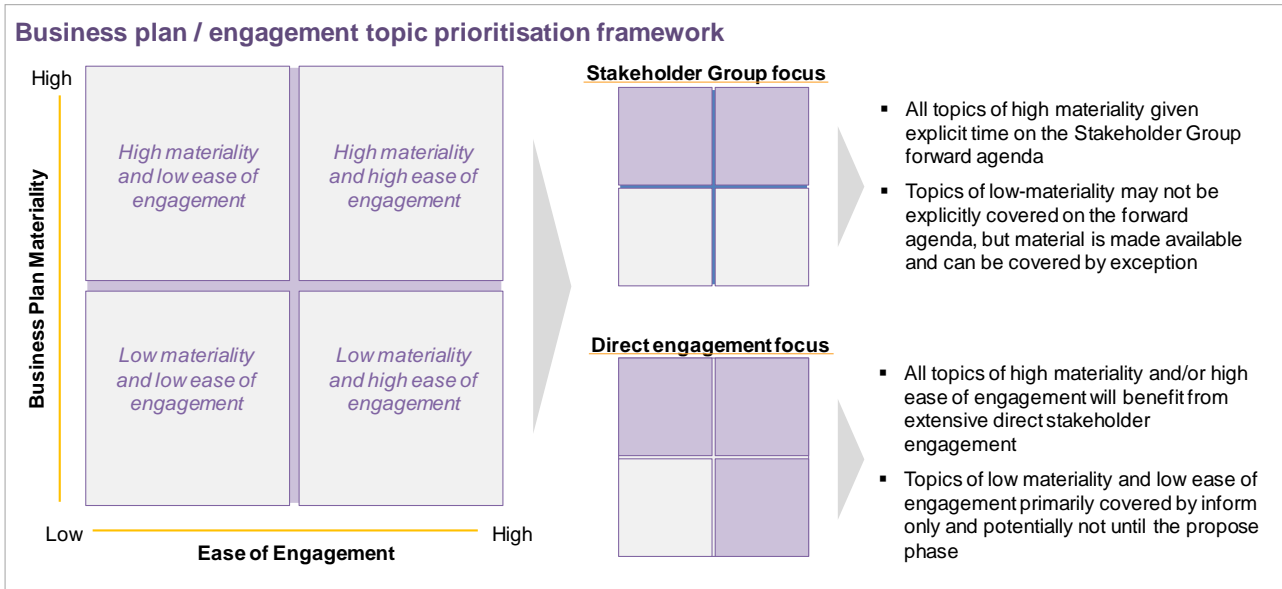 Business plan / engagement topic prioritisation framework
High
Business Plan Materiality
High materiality
and low ease of
engagement
High materiality
and high ease of
engagement
Low materiality
and low ease of
engagement
Low materiality
and high ease of
engagement
Low
High
Ease of Engagement
Stakeholder Group focus
▪ All topics of high materiality given
explicit time on the Stakeholder Group
forward agenda
▪ Topics of low-materiality may not be
explicitly covered on the forward
agenda, but material is made available
and can be covered by exception
Direct engagement focus
▪ All topics of high materiality and/or high
ease of engagement will benefit from
extensive direct stakeholder
engagement
▪ Topics of low materiality and low ease of
engagement primarily covered by inform
only and potentially not until the propose
phase